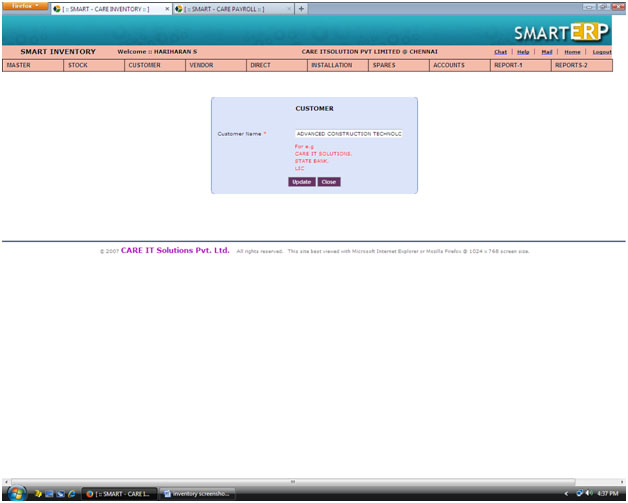 Firefox
[ :: SMART - CARE INVENTORY :: ] × [ :: SMART - CARE PAYROLL :: ] × +
SMARTERP
SMART INVENTORY Welcome :: HARIHARAN S CARE ITSOLUTION PVT LIMITED @ CHENNAI Chat | Help | Mail | Home | Logout
MASTER STOCK CUSTOMER VENDOR DIRECT INSTALLATION SPARES ACCOUNTS REPORT-1 REPORTS-2
CUSTOMER
Customer Name * ADVANCED CONSTRUCTION TECHNOLC
For e.g
CARE IT SOLUTIONS,
STATE BANK,
LIC
Update Close
© 2007 CARE IT Solutions Pvt. Ltd. All rights reserved. This site best viewed with Microsoft Internet Explorer or Mozilla Firefox @ 1024 x 768 screen size.
[ :: SMART - CARE I... inventory screensho... 4:37 PM